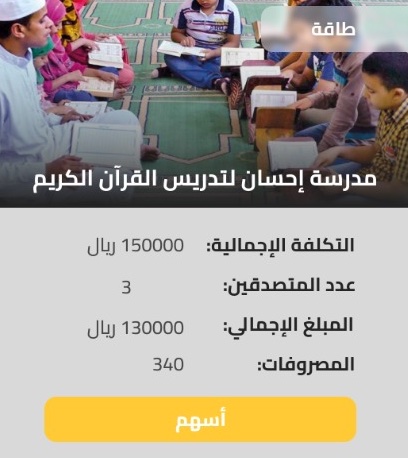 طاقة
مدرسة إحسان لتدريس القرآن الكريم
التكلفة الإجمالية: 150000 ريال
عدد المتصدقين: 3
المبلغ الإجمالي: 130000 ريال
المصروفات: 340
أسهم